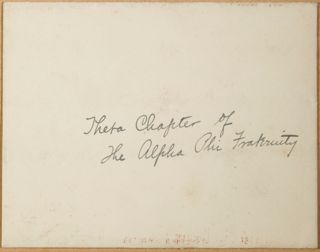 Theta Chapter of
The Alpha Phi Fraternity